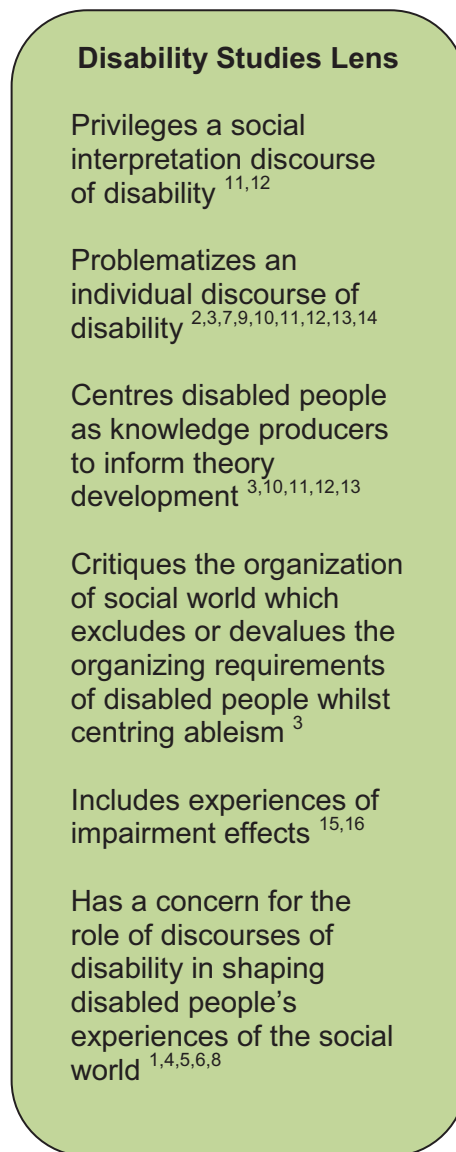 Disability Studies Lens
Privileges a social
interpretation discourse
of disability 11,12
Problematizes an
individual discourse of
disability 2,3,7,9,10,11,12,13,14
Centres disabled people
as knowledge producers
to inform theory
development 3,10,11,12,13
Critiques the organization
of social world which
excludes or devalues the
organizing requirements
of disabled people whilst
centring ableism 3
Includes experiences of
impairment effects 15,16
Has a concern for the
role of discourses of
disability in shaping
disabled people's
experiences of the social
world 1,4,5,6,8